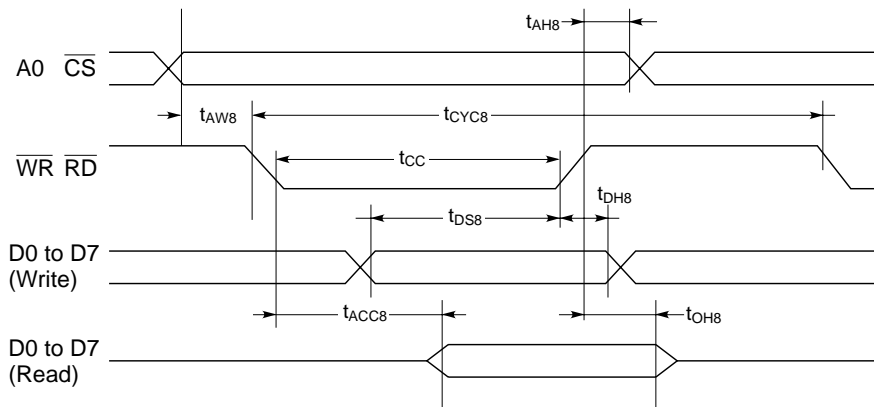 tAH8
A0 CS
tAW8
tCYC8
WR RD
tCC
tDH8
tDS8
D0 to D7
(Write)
tACC8
tOH8
D0 to D7
(Read)